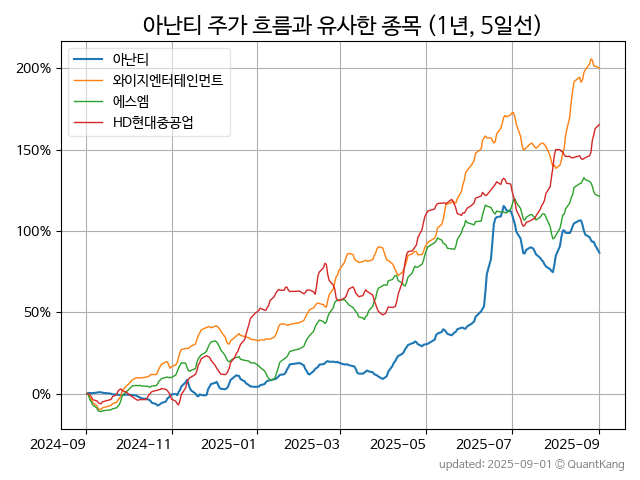 아난티 주가 흐름과 유사한 종목 (1년, 5일선)
아난티
와이지엔터테인먼트
에스엠
HD현대중공업
200%
150%
100%
50%
0%
2024-09 2024-11 2025-01 2025-03 2025-05 2025-07 2025-09
updated: 2025-09-01 © QuantKang